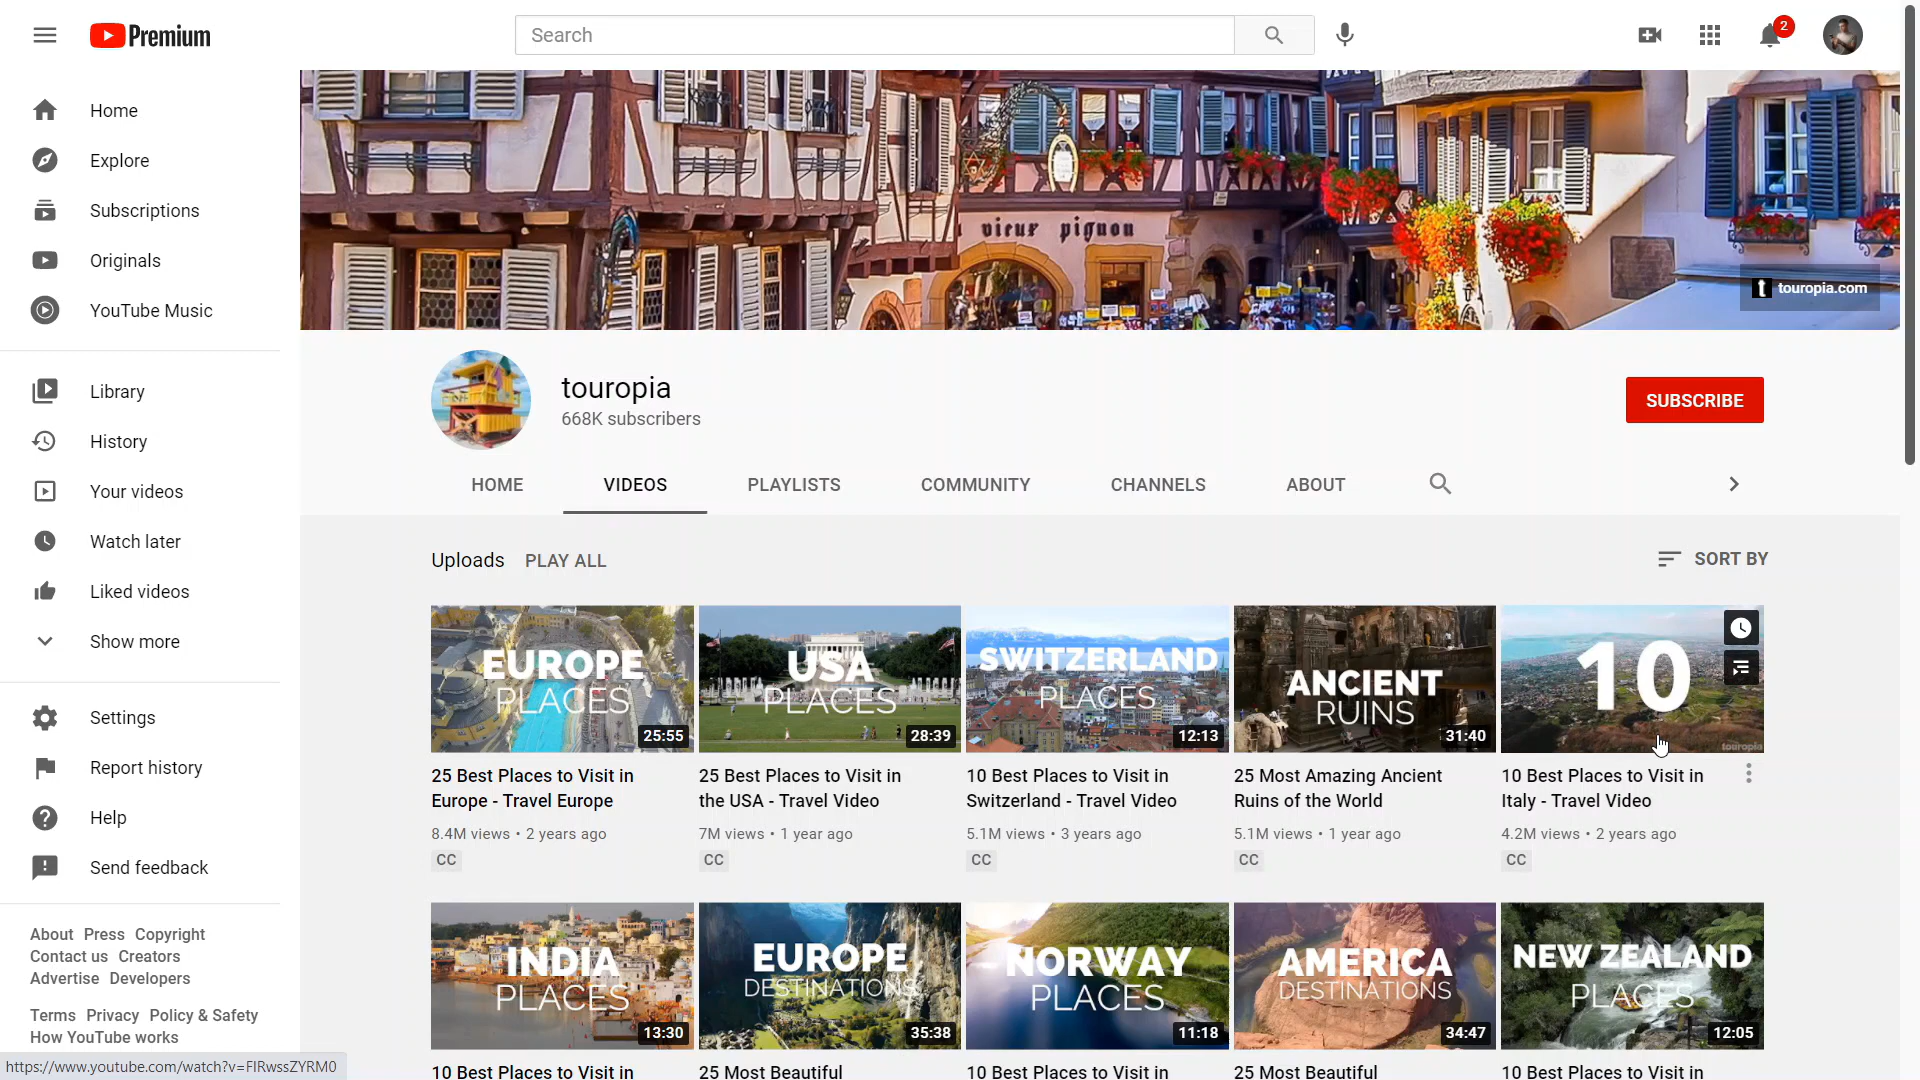 Premium
Search
2
Home
Explore
Subscriptions
Originals
YouTube Music
Library
History
Your videos
Watch later
Liked videos
Show more
Settings
Report history
Help
Send feedback
About Press Copyright
Contact us Creators
Advertise Developers
Terms Privacy Policy & Safety
How YouTube works
https://www.youtube.com/watch?v=FIRwssZYRM0
vieux pignon
t touropia.com
touropia
668K subscribers
SUBSCRIBE
HOME VIDEOS PLAYLISTS COMMUNITY CHANNELS ABOUT
Uploads PLAY ALL
SORT BY
EUROPE
PLACES
25:55
25 Best Places to Visit in
Europe - Travel Europe
8.4M views • 2 years ago
CC
USA
PLACES
28:39
25 Best Places to Visit in
the USA - Travel Video
7M views • 1 year ago
CC
SWITZERLAND
PLACES
12:13
10 Best Places to Visit in
Switzerland - Travel Video
5.1M views • 3 years ago
CC
ANCIENT
RUINS
31:40
25 Most Amazing Ancient
Ruins of the World
5.1M views • 1 year ago
CC
10
touropia
10 Best Places to Visit in
Italy - Travel Video
4.2M views • 2 years ago
CC
INDIA
PLACES
13:30
10 Best Places to Visit in
EUROPE
DESTINATIONS
35:38
25 Most Beautiful
NORWAY
PLACES
11:18
10 Best Places to Visit in
AMERICA
DESTINATIONS
34:47
25 Most Beautiful
NEW ZEALAND
PLACES
12:05
10 Best Places to Visit in